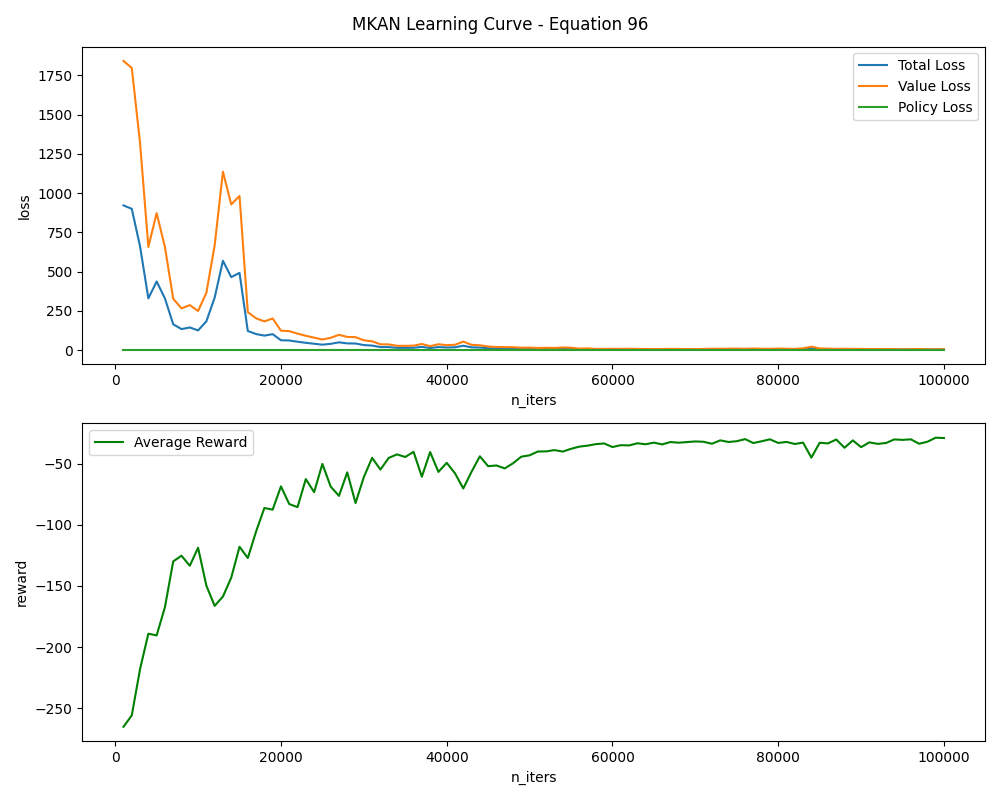 MKAN Learning Curve - Equation 96
1750
1500
1250
1000
750
500
250
0
loss
Total Loss
Value Loss
Policy Loss
0 20000 40000 60000 80000 100000
n_iters
−50
−100
−150
−200
−250
reward
Average Reward
0 20000 40000 60000 80000 100000
n_iters